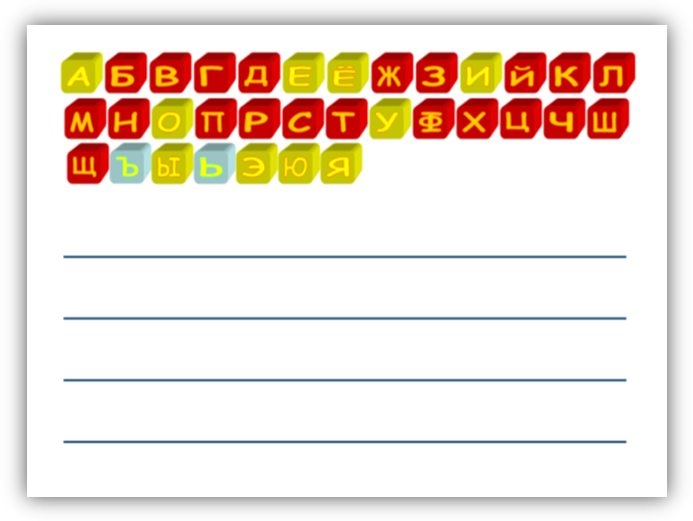 А Б В Г Д Е Ё Ж З И Й К Л
М Н О П Р С Т У Ф Х Ц Ч Ш
Щ Ъ Ы Ь Э Ю Я